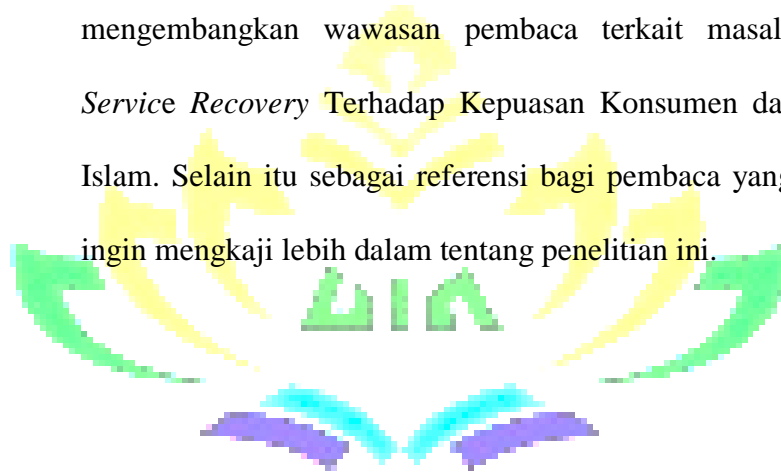 mengembangkan wawasan pembaca terkait masal
Service Recovery Terhadap Kepuasan Konsumen da
Islam. Selain itu sebagai referensi bagi pembaca yang
ingin mengkaji lebih dalam tentang penelitian ini.
UIN